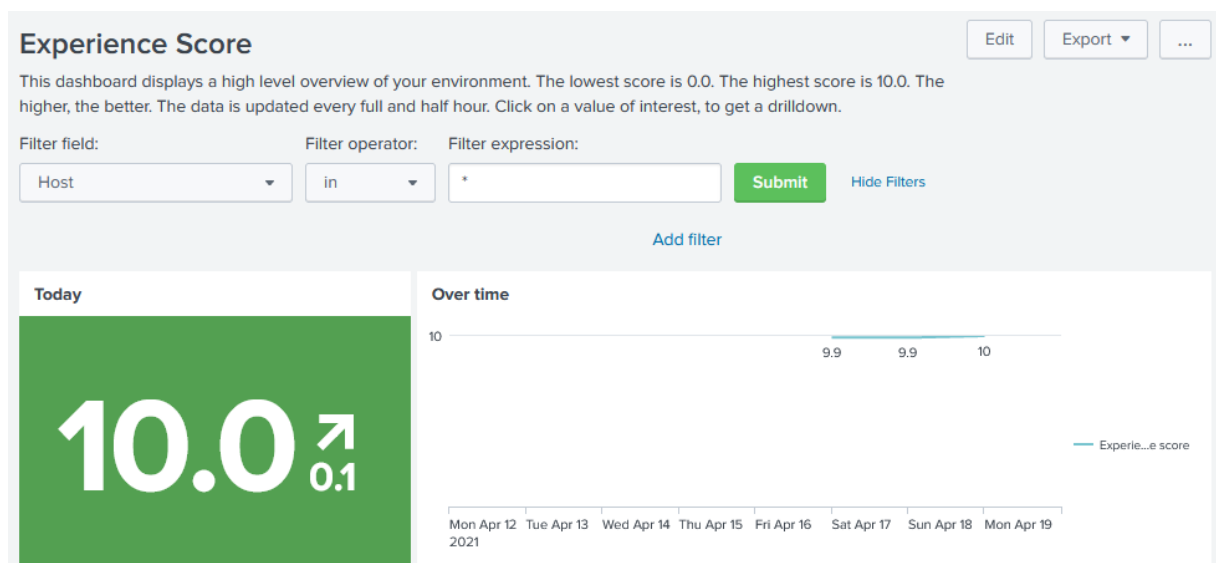 Experience Score
Edit
Export
...
This dashboard displays a high level overview of your environment. The lowest score is 0.0. The highest score is 10.0. The
higher, the better. The data is updated every full and half hour. Click on a value of interest, to get a drilldown.
Filter field:
Filter operator:
Filter expression:
Host
in
*
Submit
Hide Filters
Add filter
Today
Over time
10
9.9
9.9
10
10.0
0.1
Experie...e score
Mon Apr 12
2021
Tue Apr 13
Wed Apr 14
Thu Apr 15
Fri Apr 16
Sat Apr 17
Sun Apr 18
Mon Apr 19